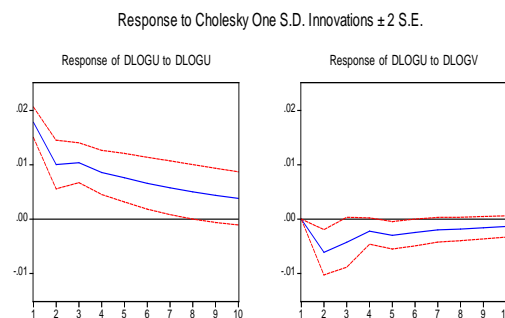 Response to Cholesky One S.D. Innovations ± 2 S.E.
Response of DLOGU to DLOGU
Response of DLOGU to DLOGV
.02
.01
.00
-.01
1 2 3 4 5 6 7 8 9 10
.02
.01
.00
-.01
1 2 3 4 5 6 7 8 9